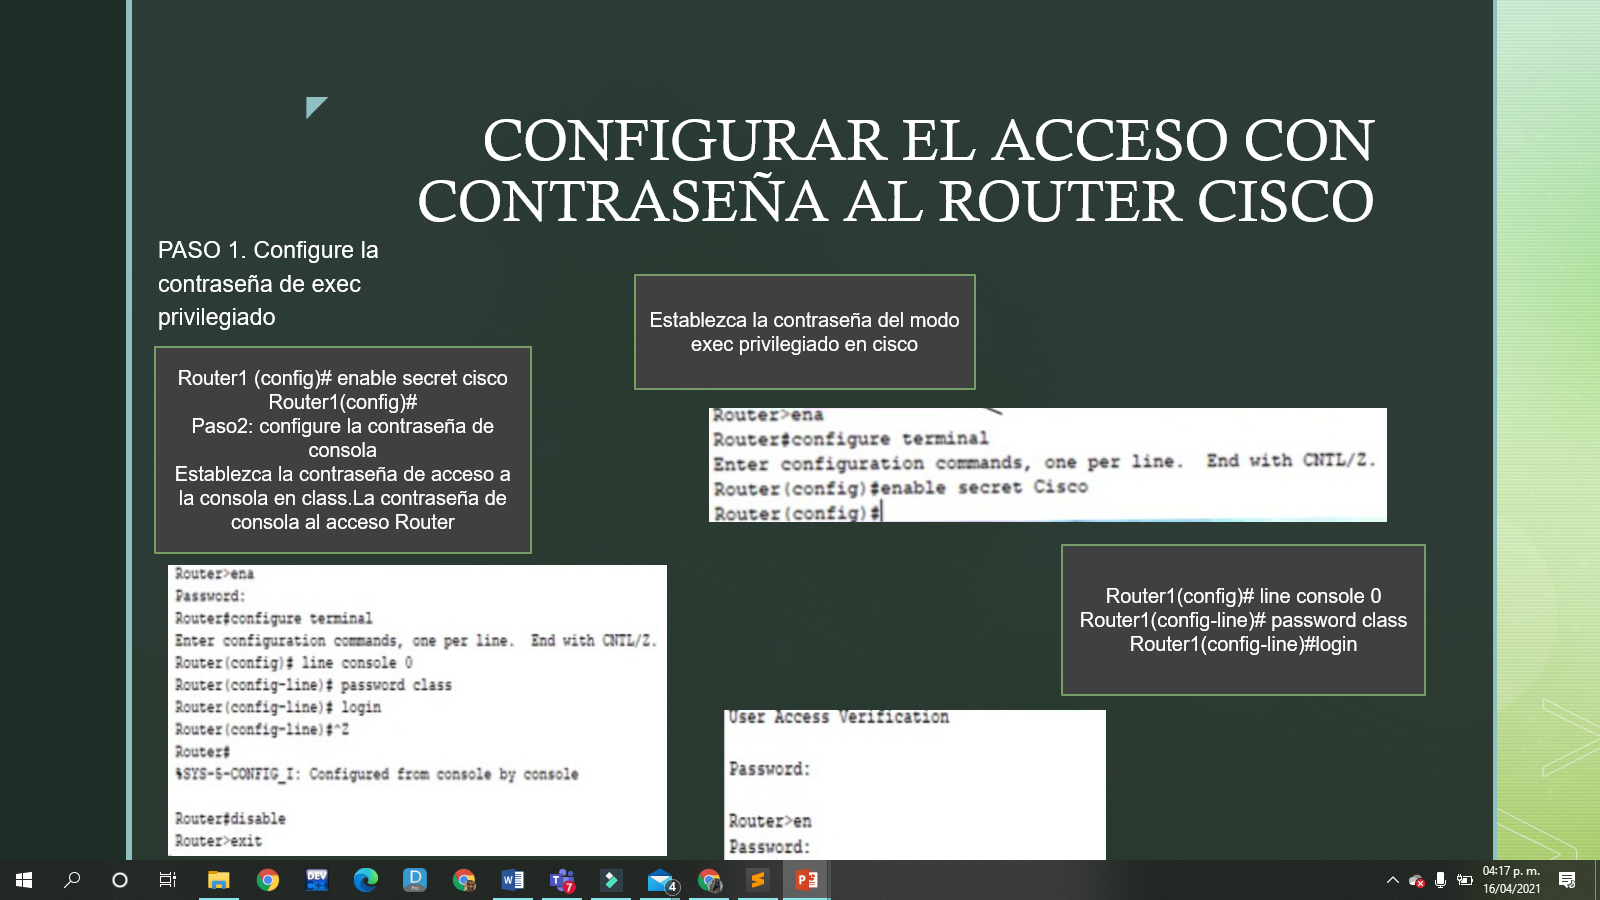 CONFIGURAR EL ACCESO CON
CONTRASEÑA AL ROUTER CISCO
PASO 1. Configure la
contraseña de exec
privilegiado
Establezca la contraseña del modo
exec privilegiado en cisco
Router1 (config)# enable secret cisco
Router1(config)#
Paso2: configure la contraseña de
consola
Establezca la contraseña de acceso a
la consola en class.La contraseña de
consola al acceso Router
Router>ena
Router#configure terminal
Enter configuration commands, one per line.  End with CNTL/Z.
Router(config)#enable secret Cisco
Router(config)#
Router>ena
Password:
Router#configure terminal
Enter configuration commands, one per line.  End with CNTL/Z.
Router(config)# line console 0
Router(config-line)# password class
Router(config-line)# login
Router(config-line)#^Z
Router#
%SYS-5-CONFIG_I: Configured from console by console
Router#disable
Router>exit
Router1(config)# line console 0
Router1(config-line)# password class
Router1(config-line)#login
User Access Verification
Password:
Router>en
Password:
DEV
D
Pro
W
7
4
P
04:17 p. m.
16/04/2021